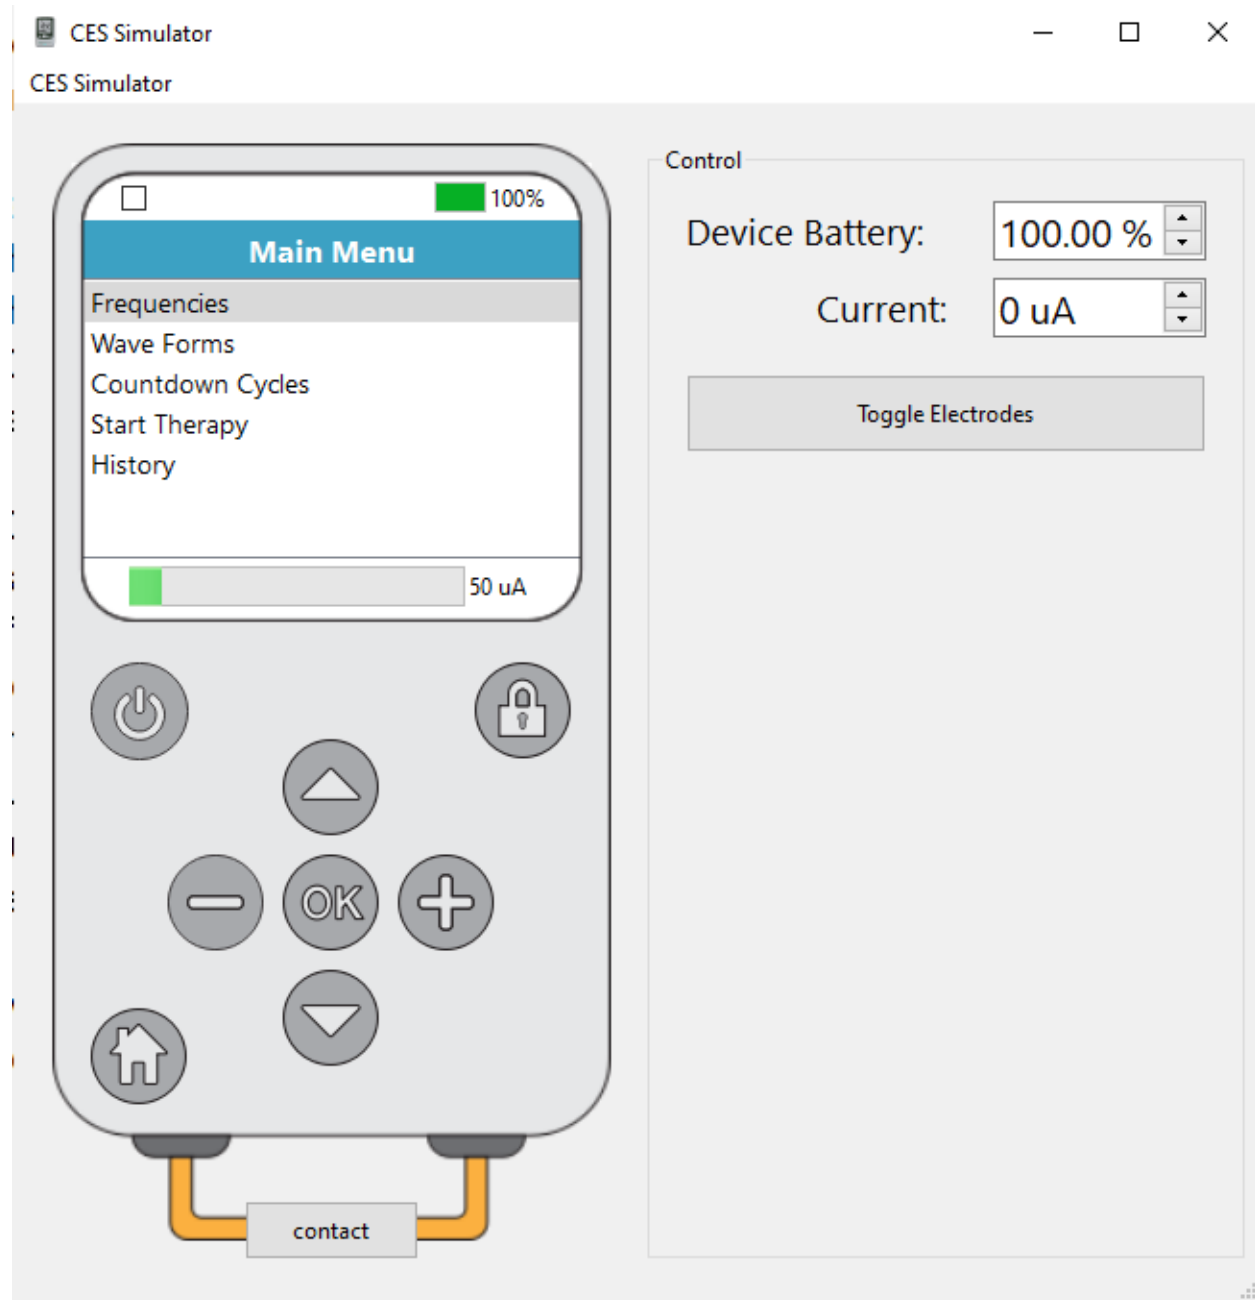 CES Simulator
CES Simulator
100%
Main Menu
Frequencies
Wave Forms
Countdown Cycles
Start Therapy
History
50 uA
OK
contact
Control
Device Battery: 100.00 %
Current: 0 uA
Toggle Electrodes